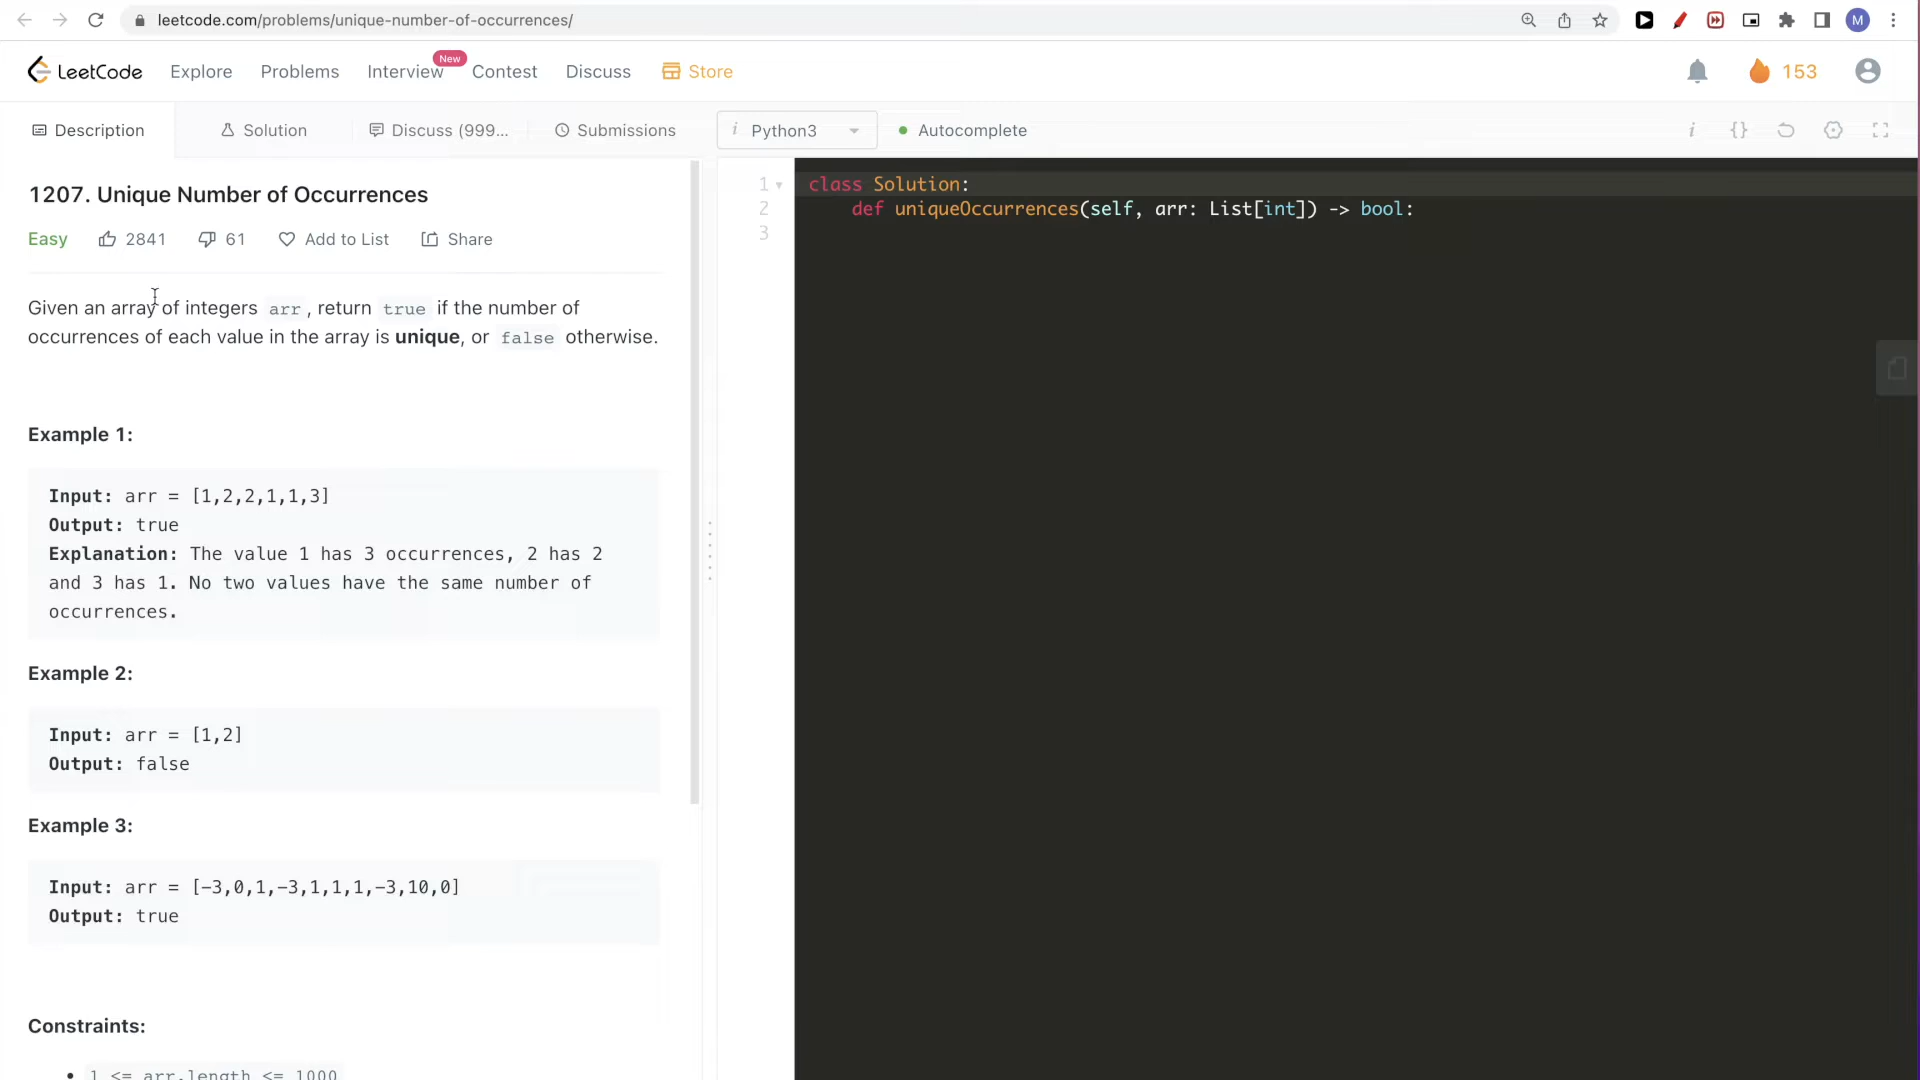 leetcode.com/problems/unique-number-of-occurrences/
M
LeetCode Explore Problems Interview New Contest Discuss Store 153
Description Solution Discuss (999... Submissions i Python3 Autocomplete i {}
1207. Unique Number of Occurrences
Easy 2841 61 Add to List Share
Given an array of integers arr , return true if the number of
occurrences of each value in the array is unique, or false otherwise.
Example 1:
Input: arr = [1,2,2,1,1,3]
Output: true
Explanation: The value 1 has 3 occurrences, 2 has 2
and 3 has 1. No two values have the same number of
occurrences.
Example 2:
Input: arr = [1,2]
Output: false
Example 3:
Input: arr = [-3,0,1,-3,1,1,1,-3,10,0]
Output: true
Constraints:
• 1 <= arr.length <= 1000
1 class Solution:
2 def uniqueOccurrences(self, arr: List[int]) -> bool:
3